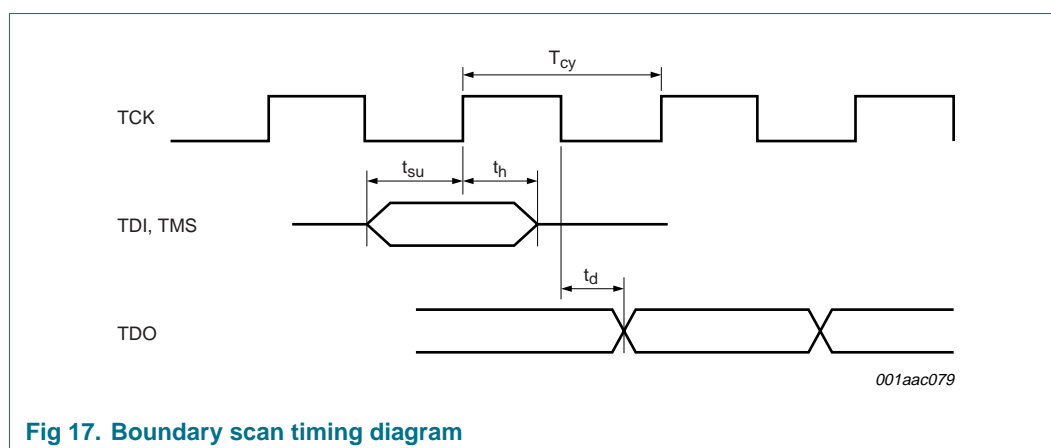 Tcy
TCK
tsu
th
TDI, TMS
td
TDO
001aac079
Fig 17. Boundary scan timing diagram